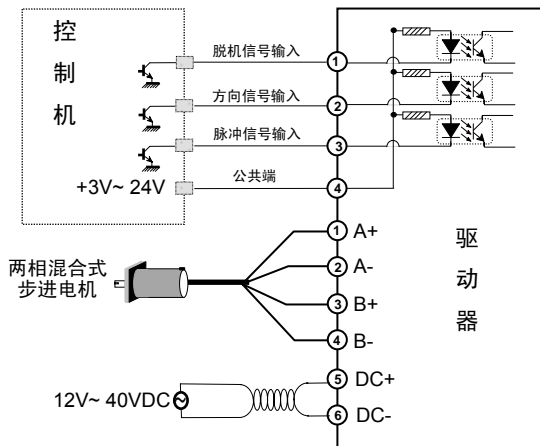 控制机
脱机信号输入
1
方向信号输入
2
脉冲信号输入
3
+3V~ 24V
公共端
4
1
A+
2
A-
3
B+
4
B-
两相混合式
步进电机
驱动器
5
DC+
12V~ 40VDC
6
DC-